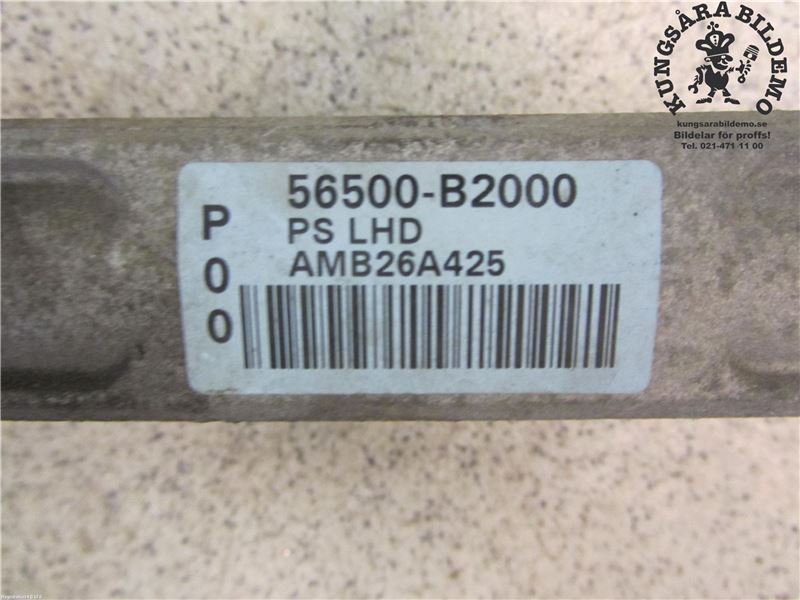 KUNGSÅRA BILDEMO
kungsarabildemo.se
Bildelar för proffs!
Tel. 021-471 11 00
56500-B2000
PS LHD
AMB26A425
P
0
0